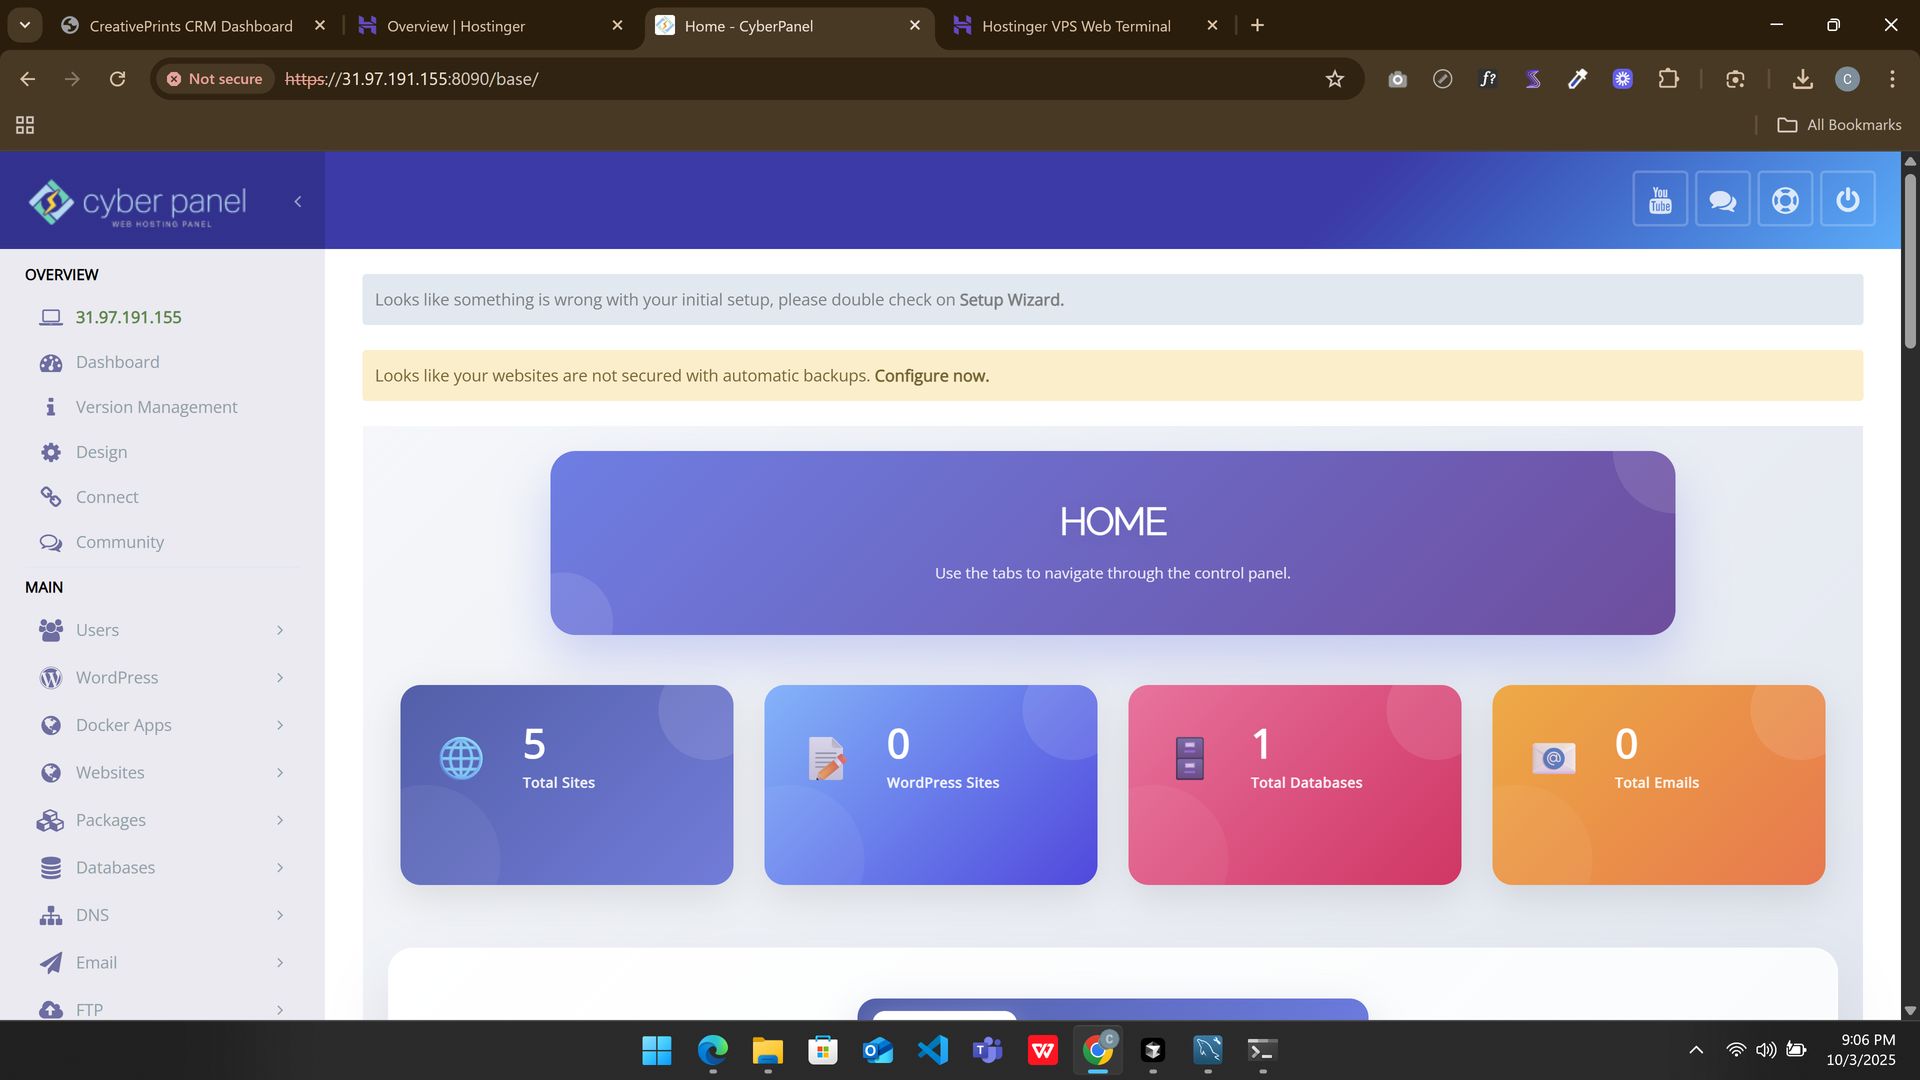 CreativePrints CRM Dashboard
Overview | Hostinger
Home - CyberPanel
Hostinger VPS Web Terminal
Not secure
https://31.97.191.155:8090/base/
f?
C
All Bookmarks
cyber panel
WEB HOSTING PANEL
You
Tube
OVERVIEW
31.97.191.155
Dashboard
Version Management
Design
Connect
Community
MAIN
Users
WordPress
Docker Apps
Websites
Packages
Databases
DNS
Email
FTP
Looks like something is wrong with your initial setup, please double check on Setup Wizard.
Looks like your websites are not secured with automatic backups. Configure now.
HOME
Use the tabs to navigate through the control panel.
5
Total Sites
0
WordPress Sites
1
Total Databases
0
Total Emails
9:06 PM
10/3/2025